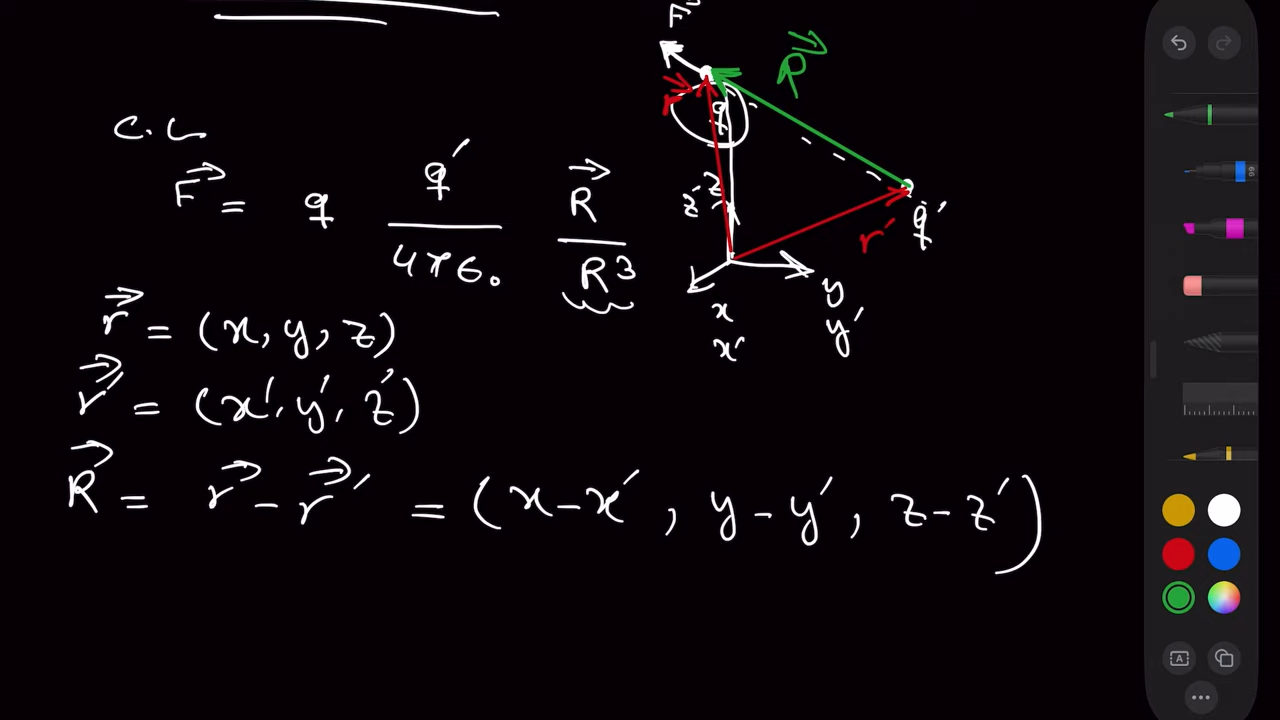 C.L
F⃗ = q q′/4πϵ₀ R⃗/R³
r⃗ = (x, y, z)
r⃗′ = (x′, y′, z′)
R⃗ = r⃗ - r⃗′ = (x-x′, y-y′, z-z′)
F⃗
R⃗
r⃗
q
z′ z
q′
r′
y
y′
x
x′
A